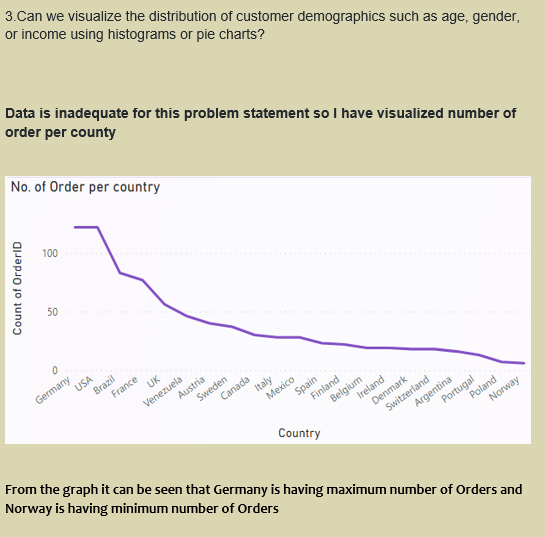 3.Can we visualize the distribution of customer demographics such as age, gender,
or income using histograms or pie charts?
Data is inadequate for this problem statement so I have visualized number of
order per county
No. of Order per country
Count of OrderID
100
50
0
Germany
USA
Brazil
France
UK
Venezuela
Austria
Sweden
Canada
Italy
Mexico
Spain
Finland
Belgium
Ireland
Denmark
Switzerland
Argentina
Portugal
Poland
Norway
Country
From the graph it can be seen that Germany is having maximum number of Orders and
Norway is having minimum number of Orders